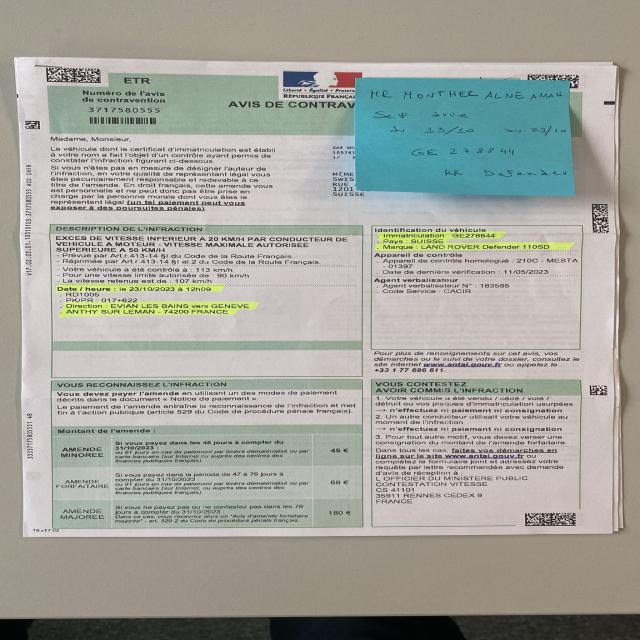 ETR
Numéro de l'avis
de contravention
3717580555
Liberté • Égalité • Fraternité
RÉPUBLIQUE FRANÇAISE
AVIS DE CONTRAV
MR MONTHER ALNEAMAH
du 13/10 au 23/10
GE 278844
RR Defender
Madame, Monsieur,
Le véhicule dont le certificat d'immatriculation est établi
à votre nom a fait l'objet d'un contrôle ayant permis de
constater l'infraction figurant ci-dessous.
Si vous n'êtes pas en mesure de désigner l'auteur de
l'infraction, en votre qualité de représentant légal vous
êtes pécuniairement responsable et redevable à ce
titre de l'amende. En droit français, cette amende vous
est personnelle et ne peut donc pas être prise en
charge par la personne morale dont vous êtes le
représentant légal (un tel paiement peut vous
exposer à des poursuites pénales).
SUISSE
DESCRIPTION DE L'INFRACTION
EXCES DE VITESSE INFERIEUR A 20 KM/H PAR CONDUCTEUR DE
VEHICULE A MOTEUR - VITESSE MAXIMALE AUTORISEE
SUPERIEURE A 50 KM/H
- Prévue par Art.r.413-14 §I du Code de la Route Français.
- Réprimée par Art.r.413-14 §I al.2 du Code de la Route Français.
- Votre véhicule a été contrôlé à : 113 km/h
- Pour une vitesse limite autorisée de : 90 km/h
- La vitesse retenue est de : 107 km/h
Date / heure : le 23/10/2023 à 12h09
- RD1005
- PK/PR : 017+622
- Direction : EVIAN LES BAINS vers GENEVE
- ANTHY SUR LEMAN - 74200 FRANCE
Identification du véhicule
- Immatriculation : GE278844
- Pays : SUISSE
- Marque : LAND ROVER Defender 110SD
Appareil de contrôle
- Appareil de contrôle homologué : 210C - MESTA
- 01397
- Date de dernière vérification : 11/05/2023
Agent verbalisateur
- Agent verbalisateur N° : 163565
- Code Service : CACIR
Pour plus de renseignements sur cet avis, vos
démarches ou le suivi de votre dossier, consultez le
site internet www.antai.gouv.fr ou appelez le
+33 1 77 686 611.
VOUS RECONNAISSEZ L'INFRACTION
Vous devez payer l'amende en utilisant un des modes de paiement
décrits dans le document « Notice de paiement ».
Le paiement de l'amende entraîne la reconnaissance de l'infraction et met
fin à l'action publique (article 529 du Code de procédure pénale français).
Montant de l'amende :
AMENDE
MINOREE
Si vous payez dans les 46 jours à compter du
31/10/2023
ou 61 jours en cas de paiement par timbre dématérialisé ou par
carte bancaire (sur Internet ou auprès des centres des
finances publiques français)
45 €
AMENDE
FORFAITAIRE
Si vous payez dans la période de 47 à 76 jours à
compter du 31/10/2023
ou 91 jours en cas de paiement par timbre dématérialisé ou par
carte bancaire (sur Internet ou auprès des centres des
finances publiques français)
68 €
AMENDE
MAJOREE
Si vous ne payez pas ou ne contestez pas dans les 76
jours à compter du 31/10/2023
Dans ce cas, vous recevrez alors un "Avis d'amende forfaitaire
majorée" - art. 529-2 du Code de procédure pénale français.
180 €
VOUS CONTESTEZ
AVOIR COMMIS L'INFRACTION
1. Votre véhicule a été vendu / cédé / volé /
détruit ou vos plaques d'immatriculation usurpées
→ n'effectuez ni paiement ni consignation
2. Un autre conducteur utilisait votre véhicule au
moment de l'infraction
→ n'effectuez ni paiement ni consignation
3. Pour tout autre motif, vous devez verser une
consignation du montant de l'amende forfaitaire
Dans tous les cas, faites vos démarches en
ligne sur le site www.antai.gouv.fr ou
complétez le formulaire joint et adressez votre
requête par lettre recommandée avec demande
d'avis de réception à :
L'OFFICIER DU MINISTERE PUBLIC
CONTESTATION VITESSE
CS 41101
35911 RENNES CEDEX 9
FRANCE